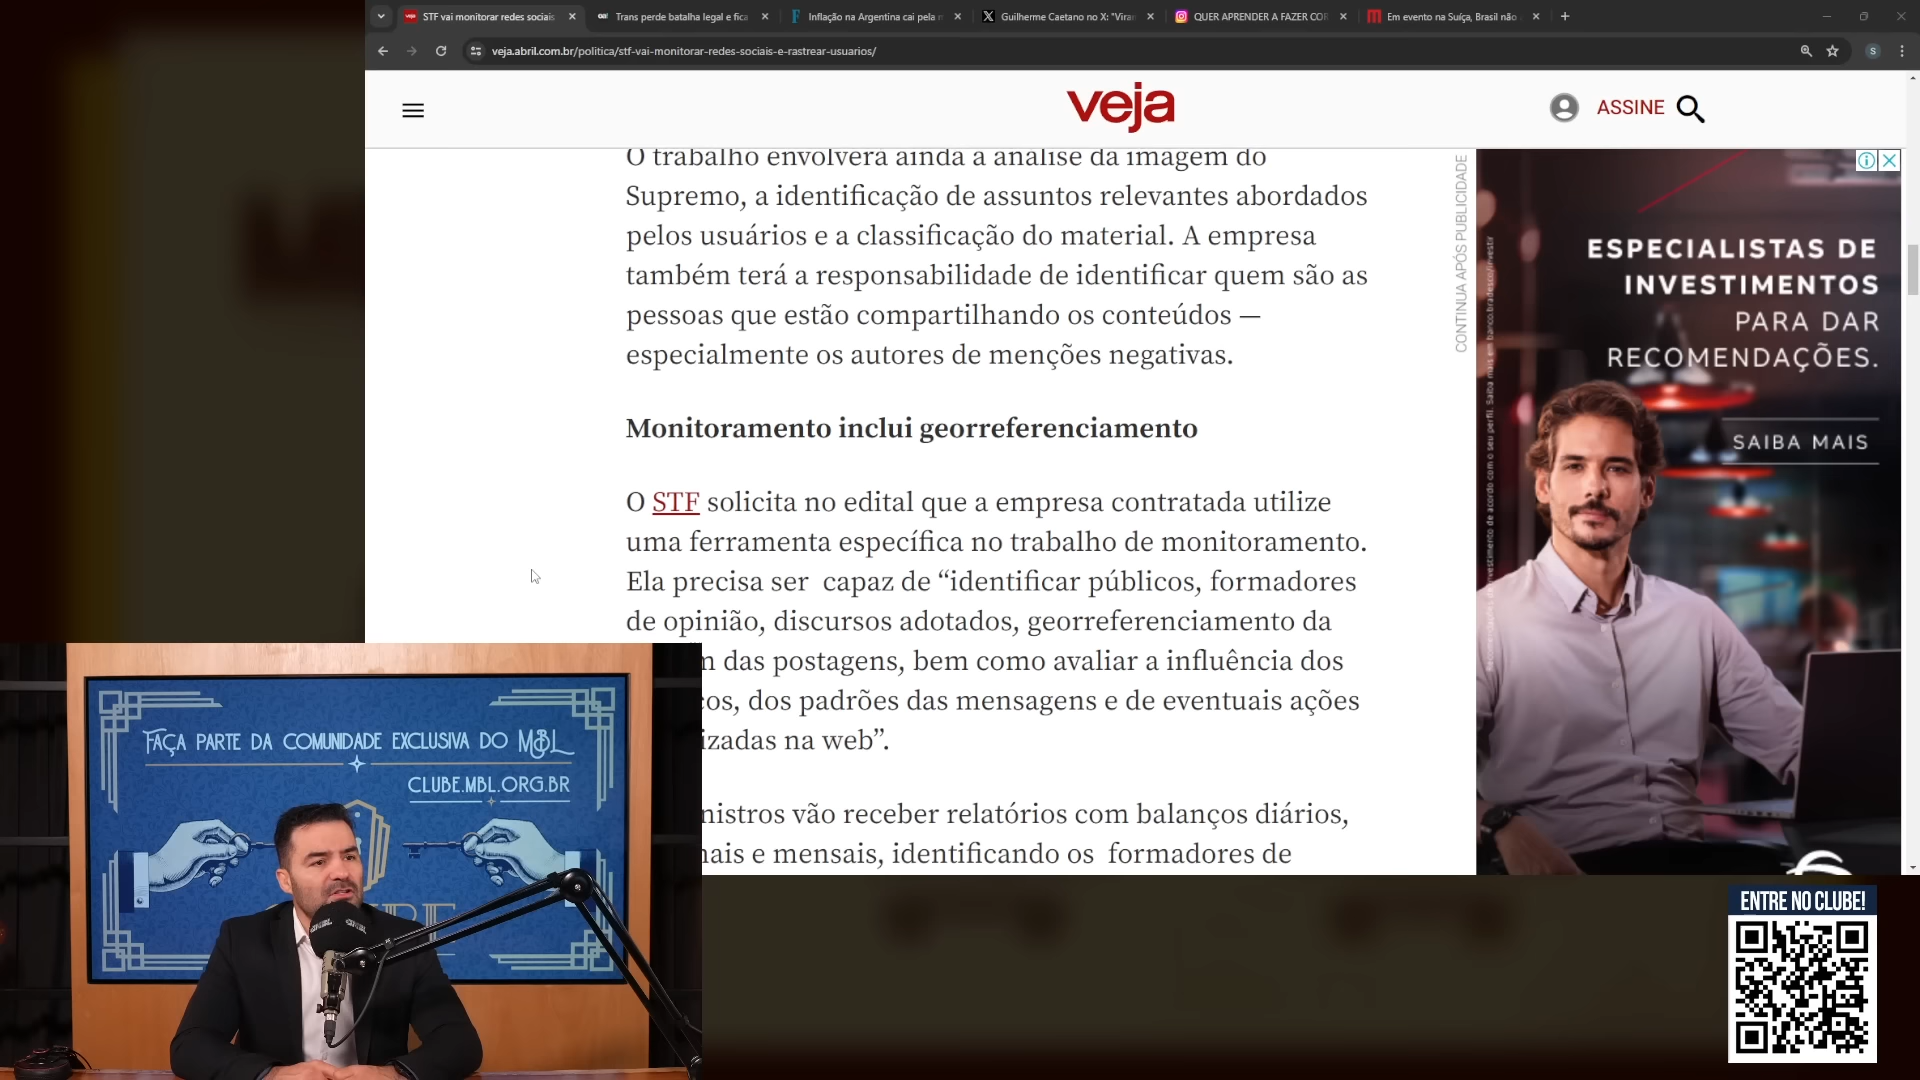 STF vai monitorar redes sociais
Trans perde batalha legal e fica
Inflação na Argentina cai pela
Guilherme Caetano no X: "Virar
QUER APRENDER A FAZER COR
Em evento na Suíça, Brasil não
veja.abril.com.br/politica/stf-vai-monitorar-redes-sociais-e-rastrear-usuarios/
S
veja
ASSINE
O trabalho envolverá ainda a análise da imagem do
Supremo, a identificação de assuntos relevantes abordados
pelos usuários e a classificação do material. A empresa
também terá a responsabilidade de identificar quem são as
pessoas que estão compartilhando os conteúdos —
especialmente os autores de menções negativas.
Monitoramento inclui georreferenciamento
O STF solicita no edital que a empresa contratada utilize
uma ferramenta específica no trabalho de monitoramento.
Ela precisa ser capaz de “identificar públicos, formadores
de opinião, discursos adotados, georreferenciamento da
das postagens, bem como avaliar a influência dos
cos, dos padrões das mensagens e de eventuais ações
izadas na web”.
nistros vão receber relatórios com balanços diários,
nais e mensais, identificando os formadores de
CONTINUA APÓS PUBLICIDADE
ESPECIALISTAS DE
INVESTIMENTOS
PARA DAR
RECOMENDAÇÕES.
SAIBA MAIS
FAÇA PARTE DA COMUNIDADE EXCLUSIVA DO MBL
CLUBE.MBL.ORG.BR
ENTRE NO CLUBE!